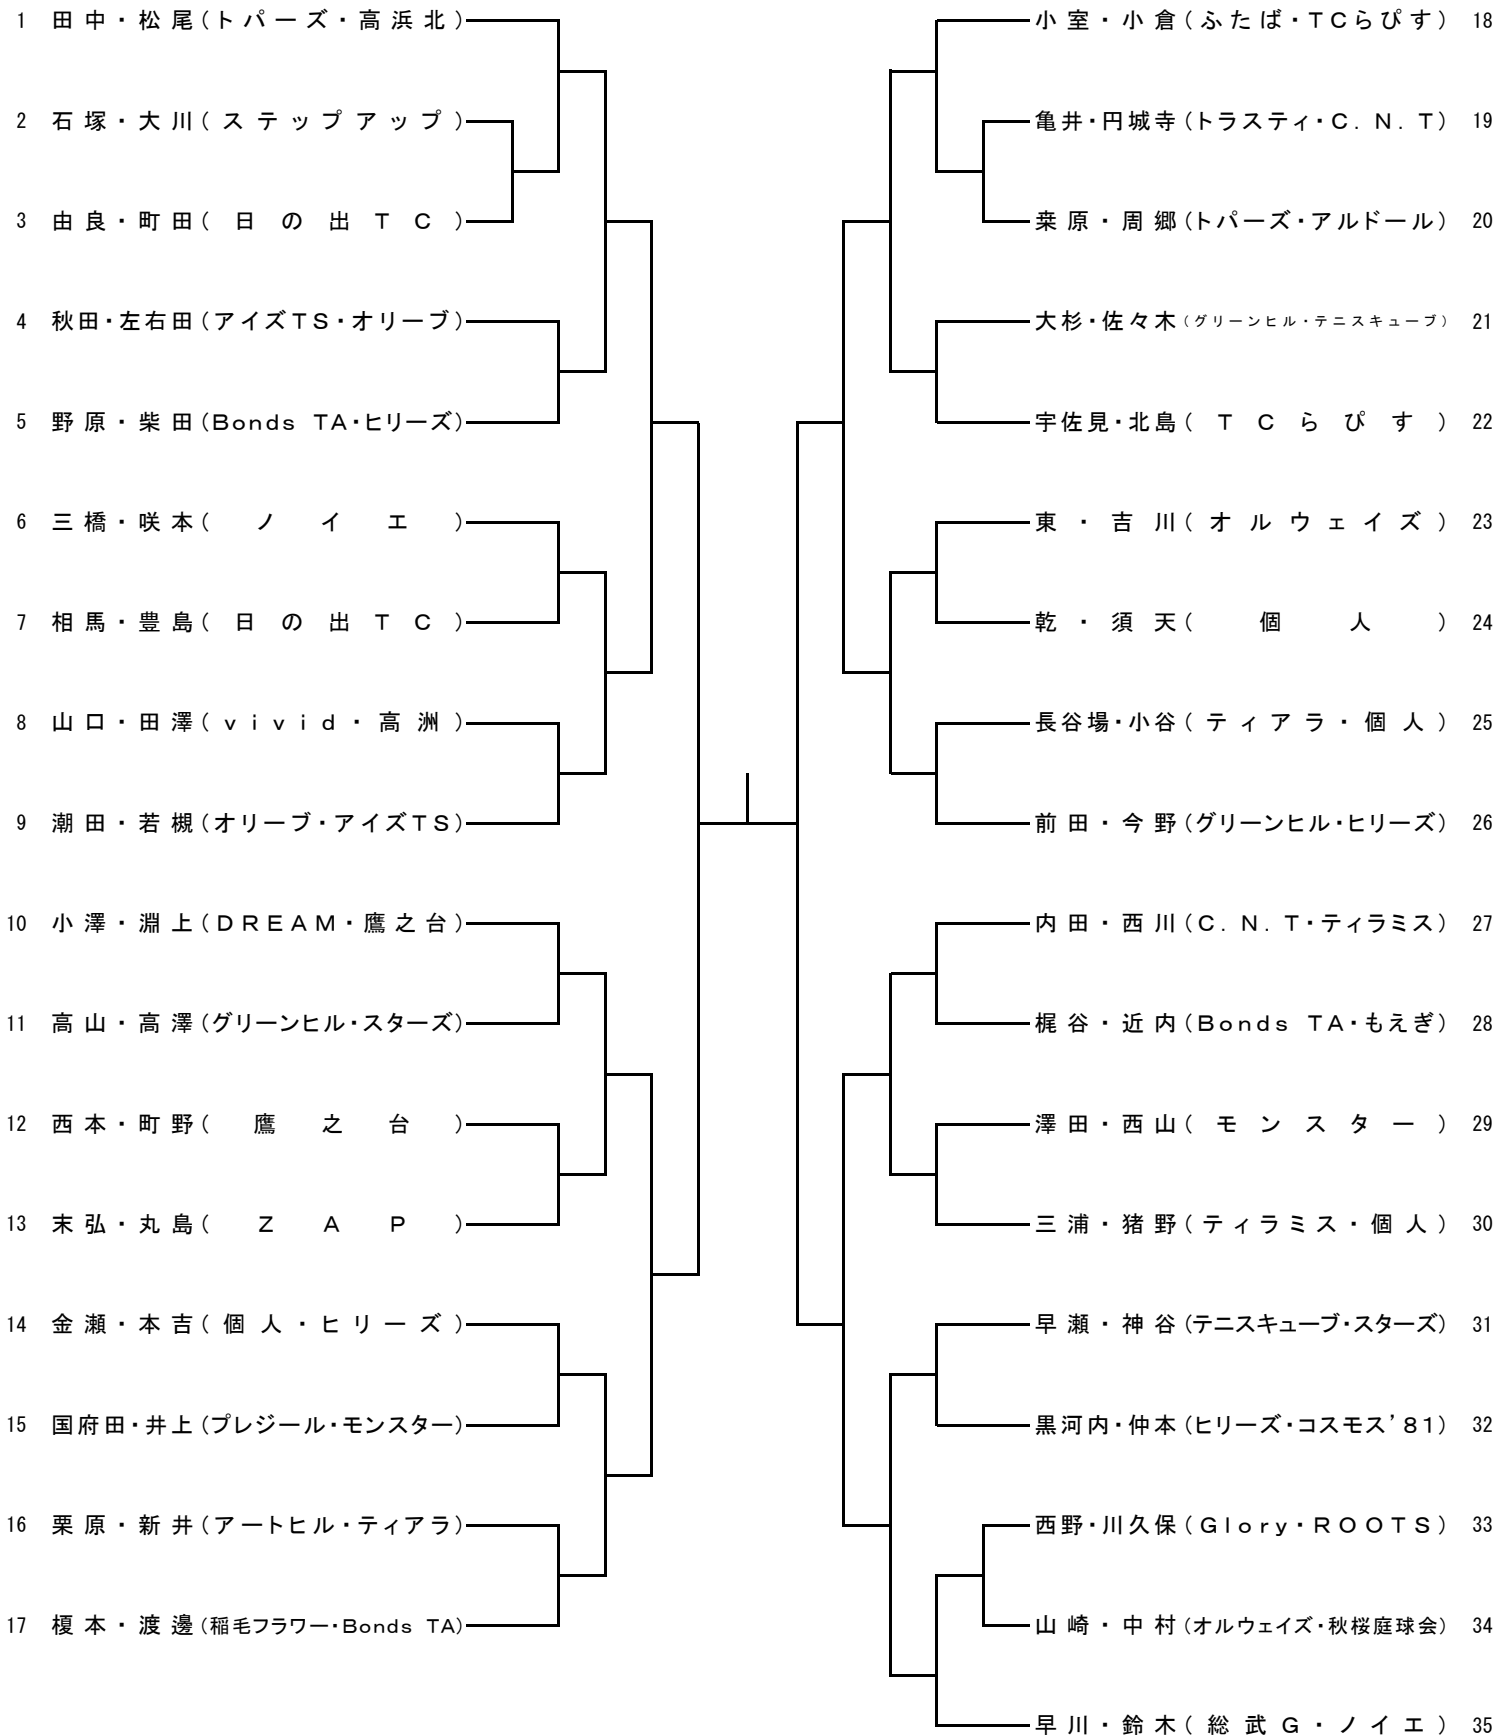 1 田中・松尾(トパーズ・高浜北)
2 石塚・大川(ステップアップ)
3 由良・町田(日の出TC)
4 秋田・左右田(アイズTS・オリーブ)
5 野原・柴田(Bonds TA・ヒリーズ)
6 三橋・咲本(ノイエ)
7 相馬・豊島(日の出TC)
8 山口・田澤(vivid・高洲)
9 潮田・若槻(オリーブ・アイズTS)
10 小澤・淵上(DREAM・鷹之台)
11 高山・高澤(グリーンヒル・スターズ)
12 西本・町野(鷹之台)
13 末弘・丸島(ZAP)
14 金瀬・本吉(個人・ヒリーズ)
15 国府田・井上(プレジール・モンスター)
16 栗原・新井(アートヒル・ティアラ)
17 榎本・渡邊(稲毛フラワー・Bonds TA)
小室・小倉(ふたば・TCらぴす) 18
亀井・円城寺(トラスティ・C.N.T) 19
桒原・周郷(トパーズ・アルドール) 20
大杉・佐々木(グリーンヒル・テニスキューブ) 21
宇佐見・北島(TCらぴす) 22
東・吉川(オルウェイズ) 23
乾・須天(個人) 24
長谷場・小谷(ティアラ・個人) 25
前田・今野(グリーンヒル・ヒリーズ) 26
内田・西川(C.N.T・ティラミス) 27
梶谷・近内(Bonds TA・もえぎ) 28
澤田・西山(モンスター) 29
三浦・猪野(ティラミス・個人) 30
早瀬・神谷(テニスキューブ・スターズ) 31
黒河内・仲本(ヒリーズ・コスモス’81) 32
西野・川久保(Glory・ROOTS) 33
山崎・中村(オルウェイズ・秋桜庭球会) 34
早川・鈴木(総武G・ノイエ) 35